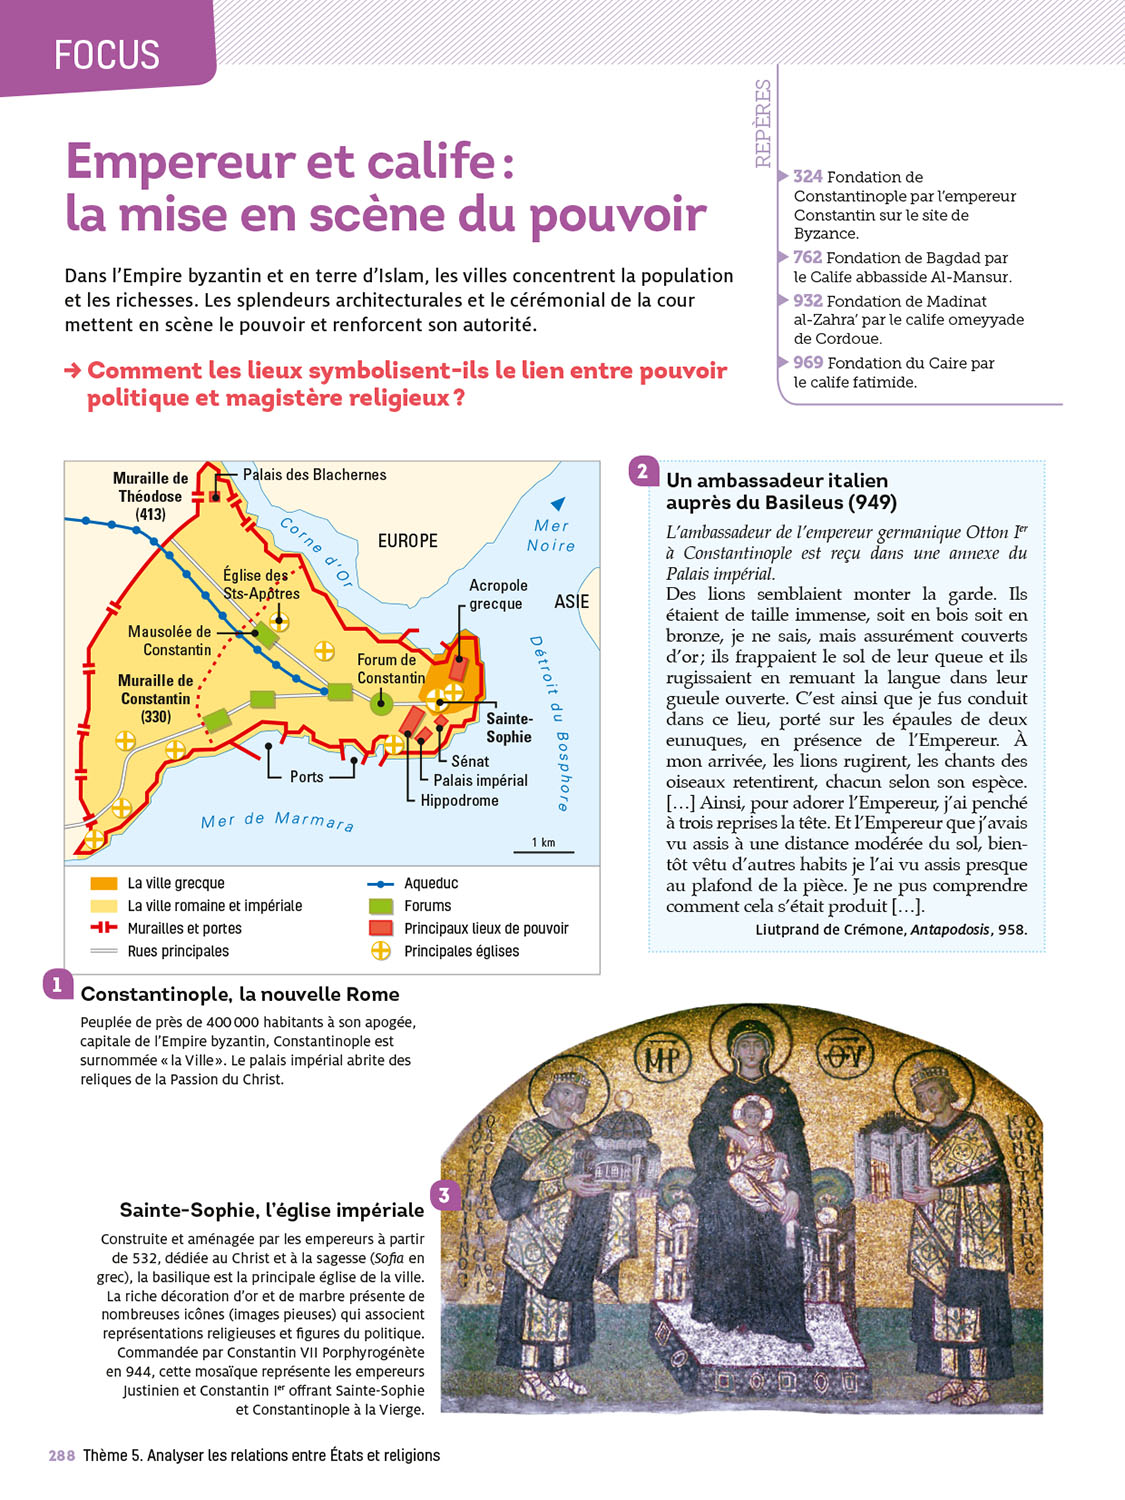 FOCUS
Empereur et calife :
la mise en scène du pouvoir
Dans l’Empire byzantin et en terre d’Islam, les villes concentrent la population
et les richesses. Les splendeurs architecturales et le cérémonial de la cour
mettent en scène le pouvoir et renforcent son autorité.
→ Comment les lieux symbolisent-ils le lien entre pouvoir
politique et magistère religieux ?
REPÈRES
324 Fondation de
Constantinople par l’empereur
Constantin sur le site de
Byzance.
762 Fondation de Bagdad par
le Calife abbasside Al-Mansur.
932 Fondation de Madinat
al-Zahra’ par le calife omeyyade
de Cordoue.
969 Fondation du Caire par
le calife fatimide.
Muraille de
Théodose
(413)
Palais des Blachernes
Corne d’Or
EUROPE
Mer
Noire
Église des
Sts-Apôtres
Acropole
grecque
ASIE
Mausolée de
Constantin
Forum de
Constantin
Muraille de
Constantin
(330)
Détroit du Bosphore
Sainte-
Sophie
Sénat
Ports
Palais impérial
Hippodrome
Mer de Marmara
1 km
La ville grecque
La ville romaine et impériale
Murailles et portes
Rues principales
Aqueduc
Forums
Principaux lieux de pouvoir
Principales églises
1
Constantinople, la nouvelle Rome
Peuplée de près de 400 000 habitants à son apogée,
capitale de l’Empire byzantin, Constantinople est
surnommée « la Ville ». Le palais impérial abrite des
reliques de la Passion du Christ.
2
Un ambassadeur italien
auprès du Basileus (949)
L’ambassadeur de l’empereur germanique Otton Ier
à Constantinople est reçu dans une annexe du
Palais impérial.
Des lions semblaient monter la garde. Ils
étaient de taille immense, soit en bois soit en
bronze, je ne sais, mais assurément couverts
d’or ; ils frappaient le sol de leur queue et ils
rugissaient en remuant la langue dans leur
gueule ouverte. C’est ainsi que je fus conduit
dans ce lieu, porté sur les épaules de deux
eunuques, en présence de l’Empereur. À
mon arrivée, les lions rugirent, les chants des
oiseaux retentirent, chacun selon son espèce.
[…] Ainsi, pour adorer l’Empereur, j’ai penché
à trois reprises la tête. Et l’Empereur que j’avais
vu assis à une distance modérée du sol, bien-
tôt vêtu d’autres habits je l’ai vu assis presque
au plafond de la pièce. Je ne pus comprendre
comment cela s’était produit […].
Liutprand de Crémone, Antapodosis, 958.
3
Sainte-Sophie, l’église impériale
Construite et aménagée par les empereurs à partir
de 532, dédiée au Christ et à la sagesse (Sofia en
grec), la basilique est la principale église de la ville.
La riche décoration d’or et de marbre présente de
nombreuses icônes (images pieuses) qui associent
représentations religieuses et figures du politique.
Commandée par Constantin VII Porphyrogénète
en 944, cette mosaïque représente les empereurs
Justinien et Constantin Ier offrant Sainte-Sophie
et Constantinople à la Vierge.
ΜΡ
ΘΥ
288 Thème 5. Analyser les relations entre États et religions